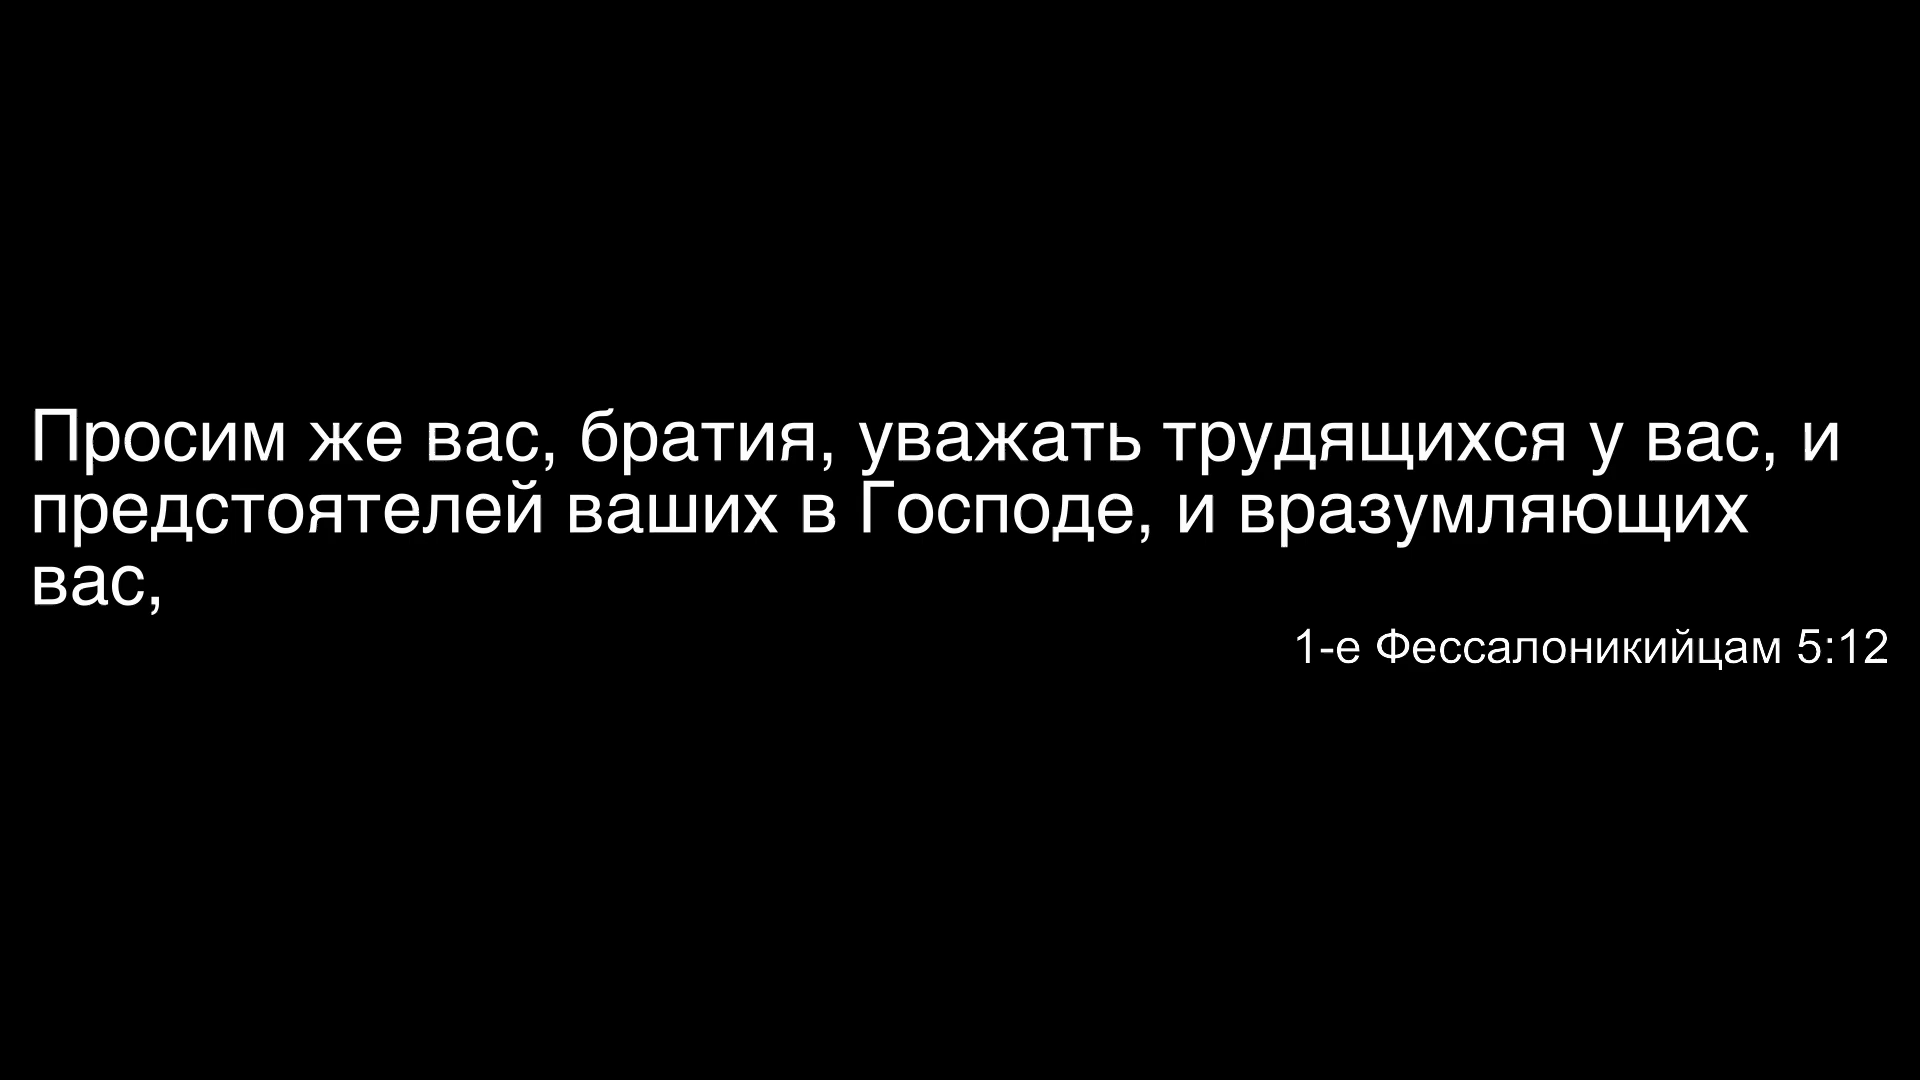 Просим же вас, братия, уважать трудящихся у вас, и
предстоятелей ваших в Господе, и вразумляющих
вас,
1-е Фессалоникийцам 5:12